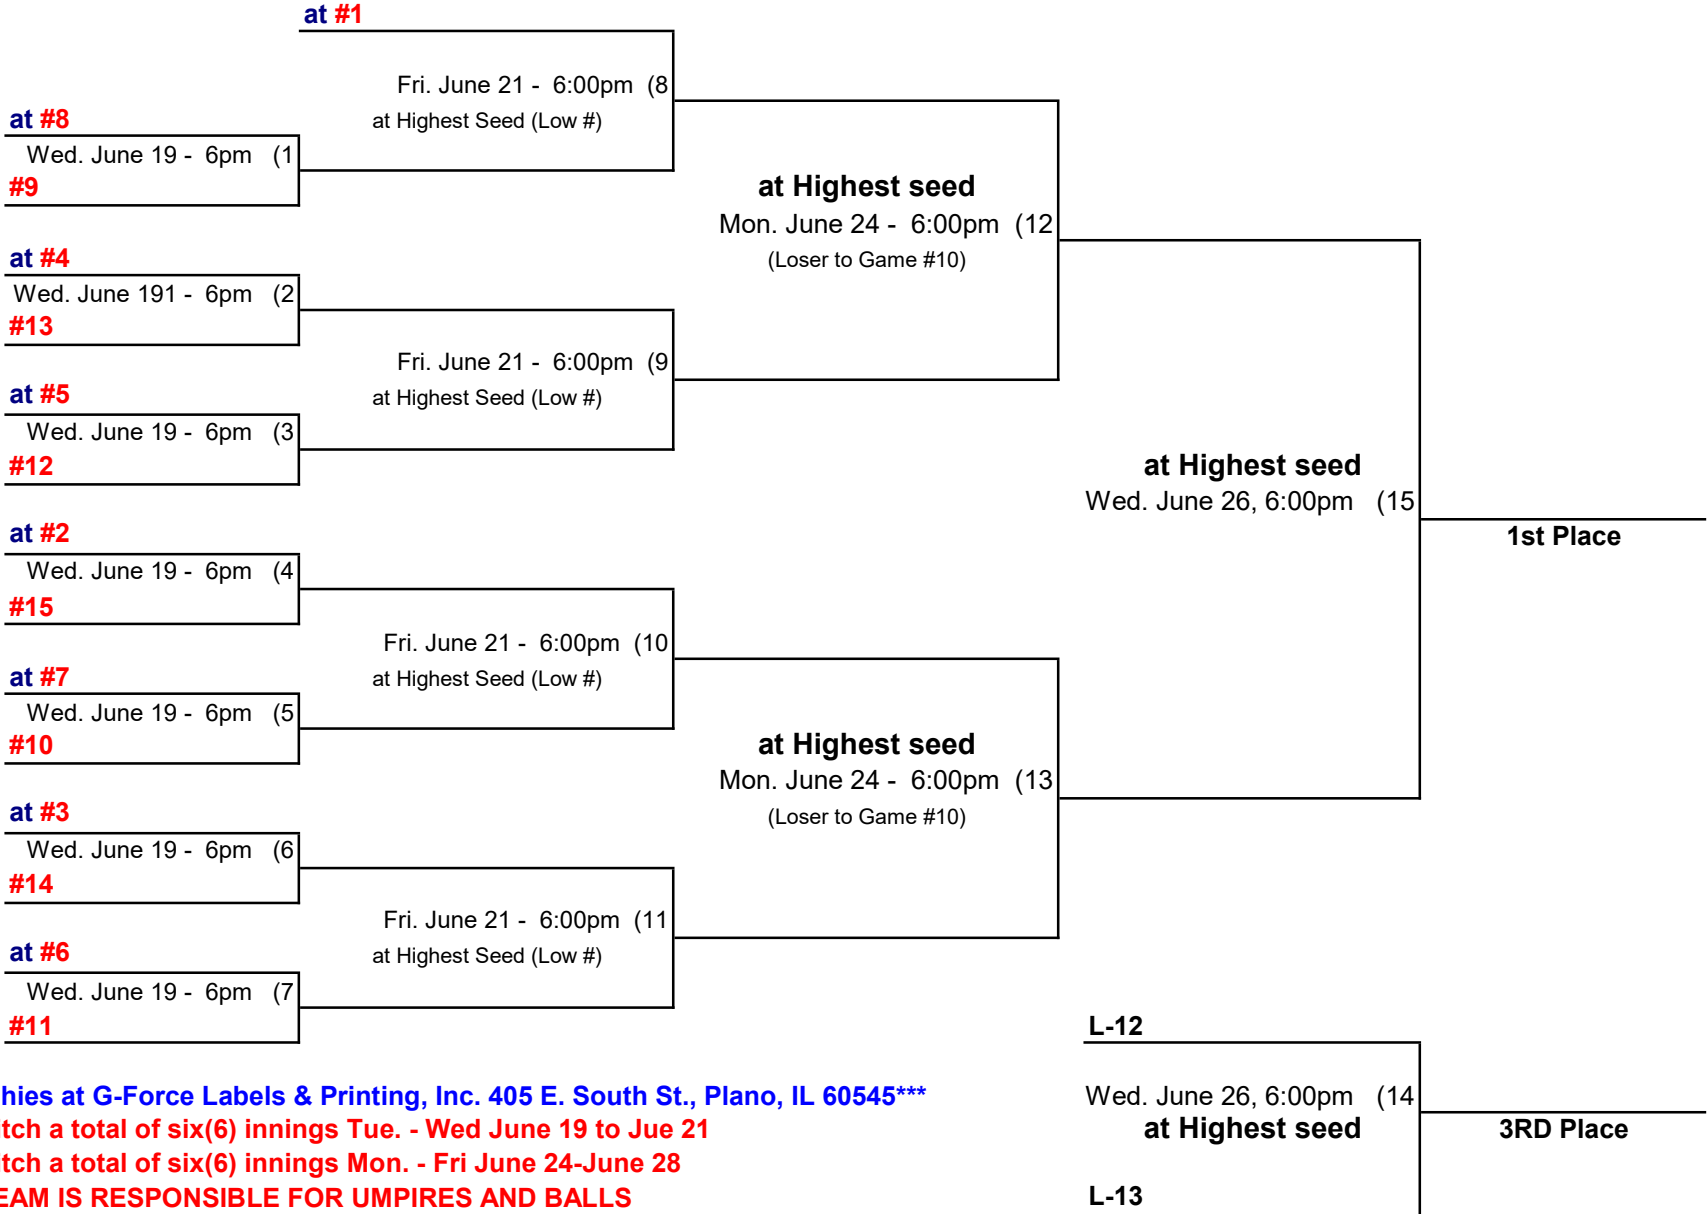 at #1
Fri. June 21 - 6:00pm (8
at Highest Seed (Low #)
at #8
Wed. June 19 - 6pm (1
#9
at Highest seed
Mon. June 24 - 6:00pm (12
(Loser to Game #10)
at #4
Wed. June 191 - 6pm (2
#13
Fri. June 21 - 6:00pm (9
at Highest Seed (Low #)
at #5
Wed. June 19 - 6pm (3
#12
at Highest seed
Wed. June 26, 6:00pm (15
1st Place
at #2
Wed. June 19 - 6pm (4
#15
Fri. June 21 - 6:00pm (10
at Highest Seed (Low #)
at #7
Wed. June 19 - 6pm (5
#10
at Highest seed
Mon. June 24 - 6:00pm (13
(Loser to Game #10)
at #3
Wed. June 19 - 6pm (6
#14
Fri. June 21 - 6:00pm (11
at Highest Seed (Low #)
at #6
Wed. June 19 - 6pm (7
#11
L-12
Wed. June 26, 6:00pm (14
at Highest seed
3RD Place
L-13
hies at G-Force Labels & Printing, Inc. 405 E. South St., Plano, IL 60545***
itch a total of six(6) innings Tue. - Wed June 19 to Jue 21
itch a total of six(6) innings Mon. - Fri June 24-June 28
EAM IS RESPONSIBLE FOR UMPIRES AND BALLS